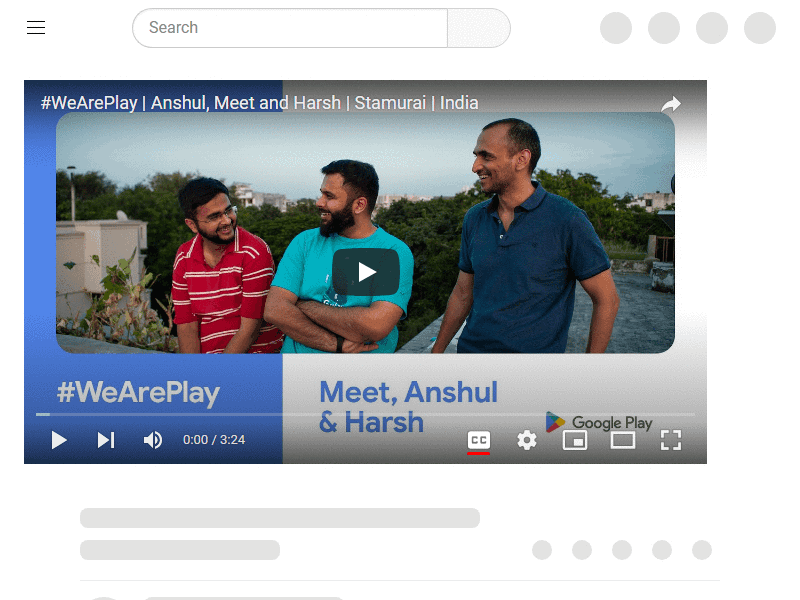 Search
#WeArePlay | Anshul, Meet and Harsh | Stamurai | India
#WeArePlay
Meet, Anshul
& Harsh
Google Play
0:00 / 3:24
CC